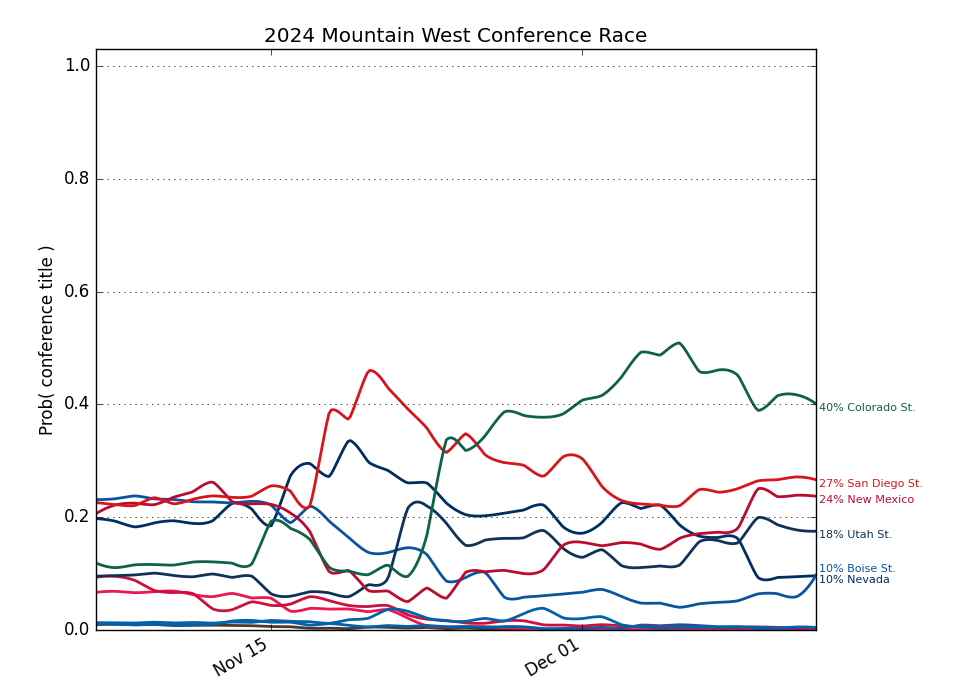 2024 Mountain West Conference Race
1.0
0.8
0.6
0.4
0.2
0.0
Prob( conference title )
Nov 15
Dec 01
40% Colorado St.
27% San Diego St.
24% New Mexico
18% Utah St.
10% Boise St.
10% Nevada